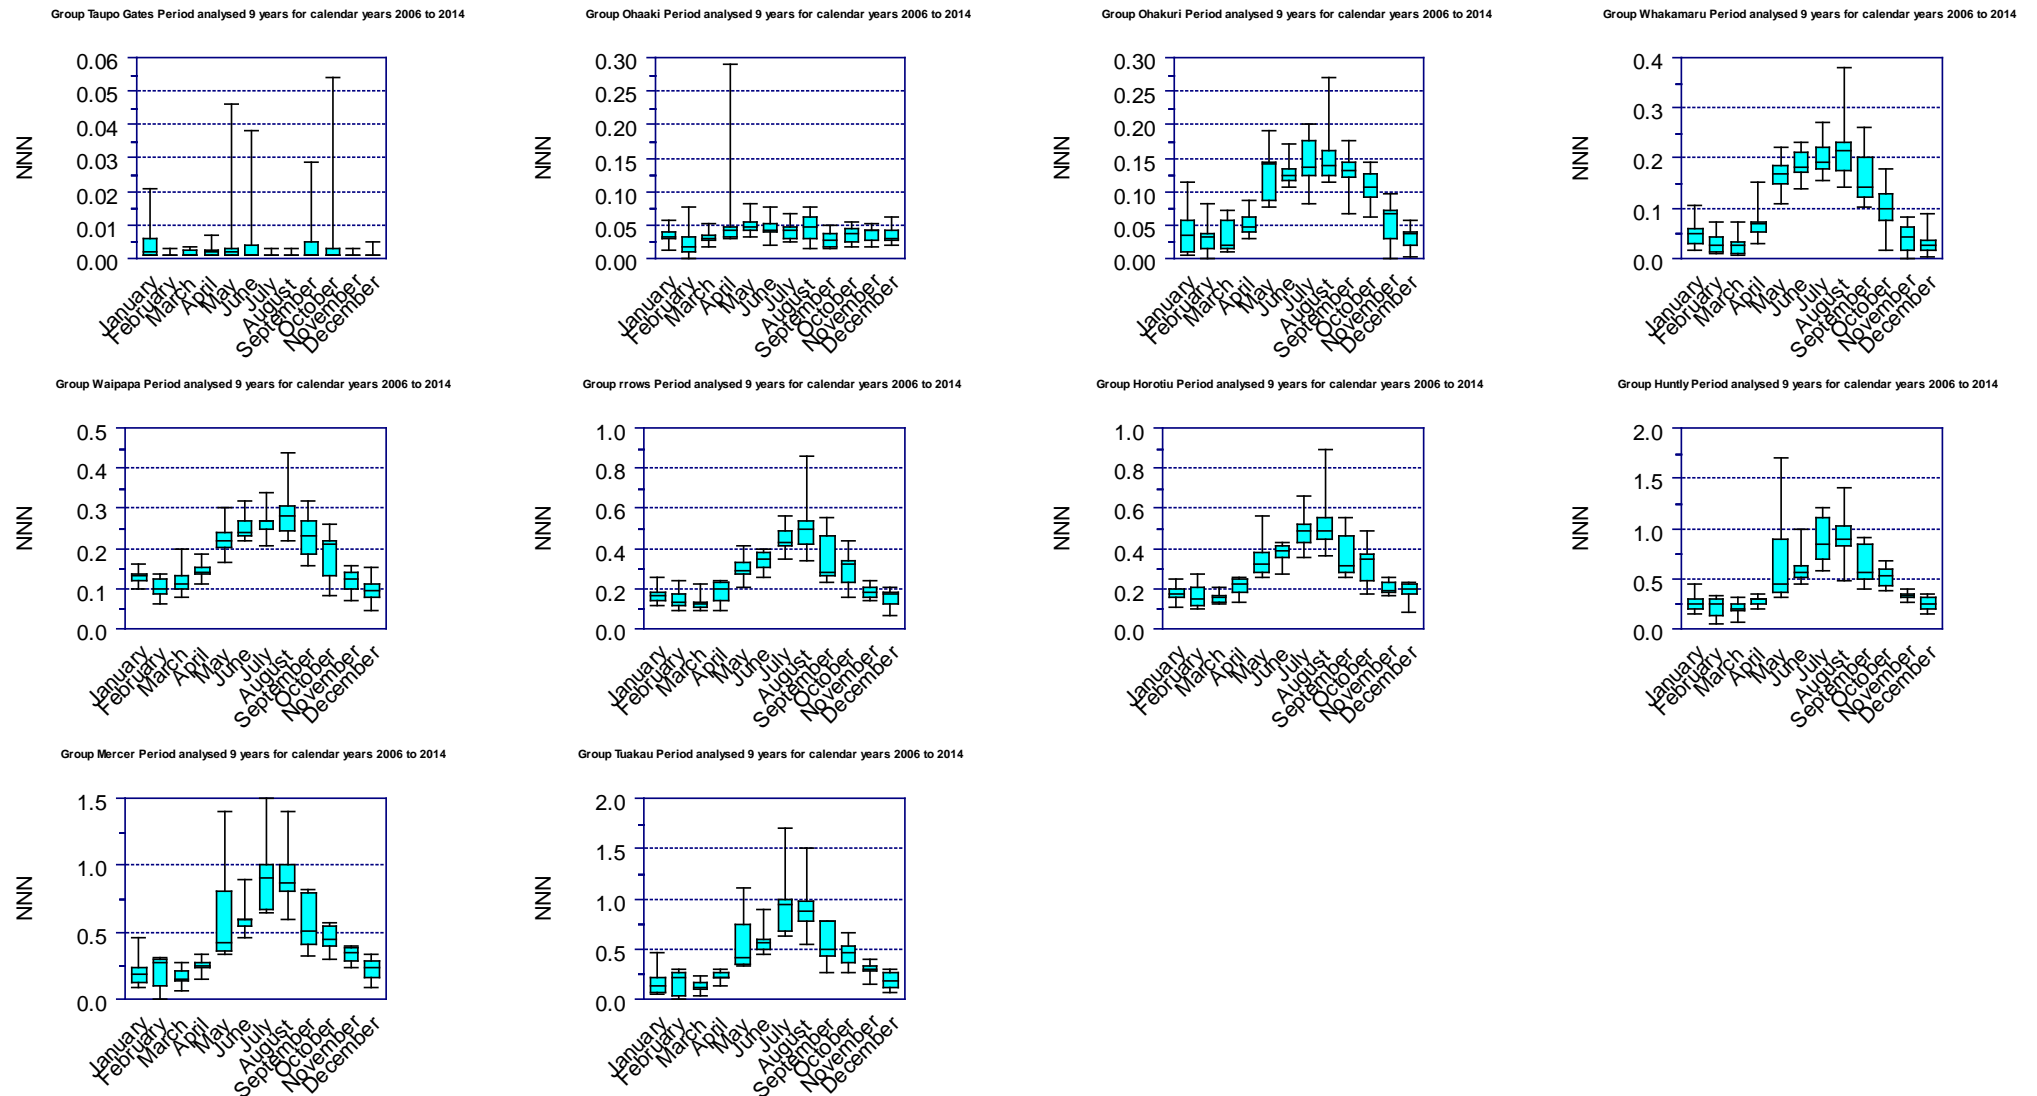 Group Taupo Gates Period analysed 9 years for calendar years 2006 to 2014
NNN
0.06
0.05
0.04
0.03
0.02
0.01
0.00
January
February
March
April
May
June
July
August
September
October
November
December
Group Ohaaki Period analysed 9 years for calendar years 2006 to 2014
NNN
0.30
0.25
0.20
0.15
0.10
0.05
0.00
January
February
March
April
May
June
July
August
September
October
November
December
Group Ohakuri Period analysed 9 years for calendar years 2006 to 2014
NNN
0.30
0.25
0.20
0.15
0.10
0.05
0.00
January
February
March
April
May
June
July
August
September
October
November
December
Group Whakamaru Period analysed 9 years for calendar years 2006 to 2014
NNN
0.4
0.3
0.2
0.1
0.0
January
February
March
April
May
June
July
August
September
October
November
December
Group Waipapa Period analysed 9 years for calendar years 2006 to 2014
NNN
0.5
0.4
0.3
0.2
0.1
0.0
January
February
March
April
May
June
July
August
September
October
November
December
Group rrows Period analysed 9 years for calendar years 2006 to 2014
NNN
1.0
0.8
0.6
0.4
0.2
0.0
January
February
March
April
May
June
July
August
September
October
November
December
Group Horotiu Period analysed 9 years for calendar years 2006 to 2014
NNN
1.0
0.8
0.6
0.4
0.2
0.0
January
February
March
April
May
June
July
August
September
October
November
December
Group Huntly Period analysed 9 years for calendar years 2006 to 2014
NNN
2.0
1.5
1.0
0.5
0.0
January
February
March
April
May
June
July
August
September
October
November
December
Group Mercer Period analysed 9 years for calendar years 2006 to 2014
NNN
1.5
1.0
0.5
0.0
January
February
March
April
May
June
July
August
September
October
November
December
Group Tuakau Period analysed 9 years for calendar years 2006 to 2014
NNN
2.0
1.5
1.0
0.5
0.0
January
February
March
April
May
June
July
August
September
October
November
December